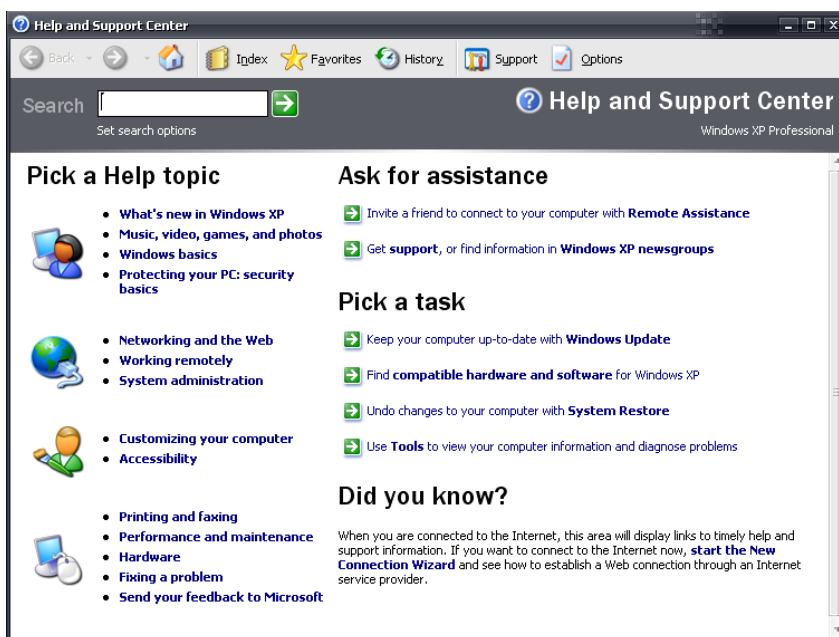 Help and Support Center
Back
Index
Favorites
History
Support
Options
Search
Set search options
Help and Support Center
Windows XP Professional
Pick a Help topic
What's new in Windows XP
Music, video, games, and photos
Windows basics
Protecting your PC: security
basics
Networking and the Web
Working remotely
System administration
Customizing your computer
Accessibility
Printing and faxing
Performance and maintenance
Hardware
Fixing a problem
Send your feedback to Microsoft
Ask for assistance
Invite a friend to connect to your computer with Remote Assistance
Get support, or find information in Windows XP newsgroups
Pick a task
Keep your computer up-to-date with Windows Update
Find compatible hardware and software for Windows XP
Undo changes to your computer with System Restore
Use Tools to view your computer information and diagnose problems
Did you know?
When you are connected to the Internet, this area will display links to timely help and
support information. If you want to connect to the Internet now, start the New
Connection Wizard and see how to establish a Web connection through an Internet
service provider.